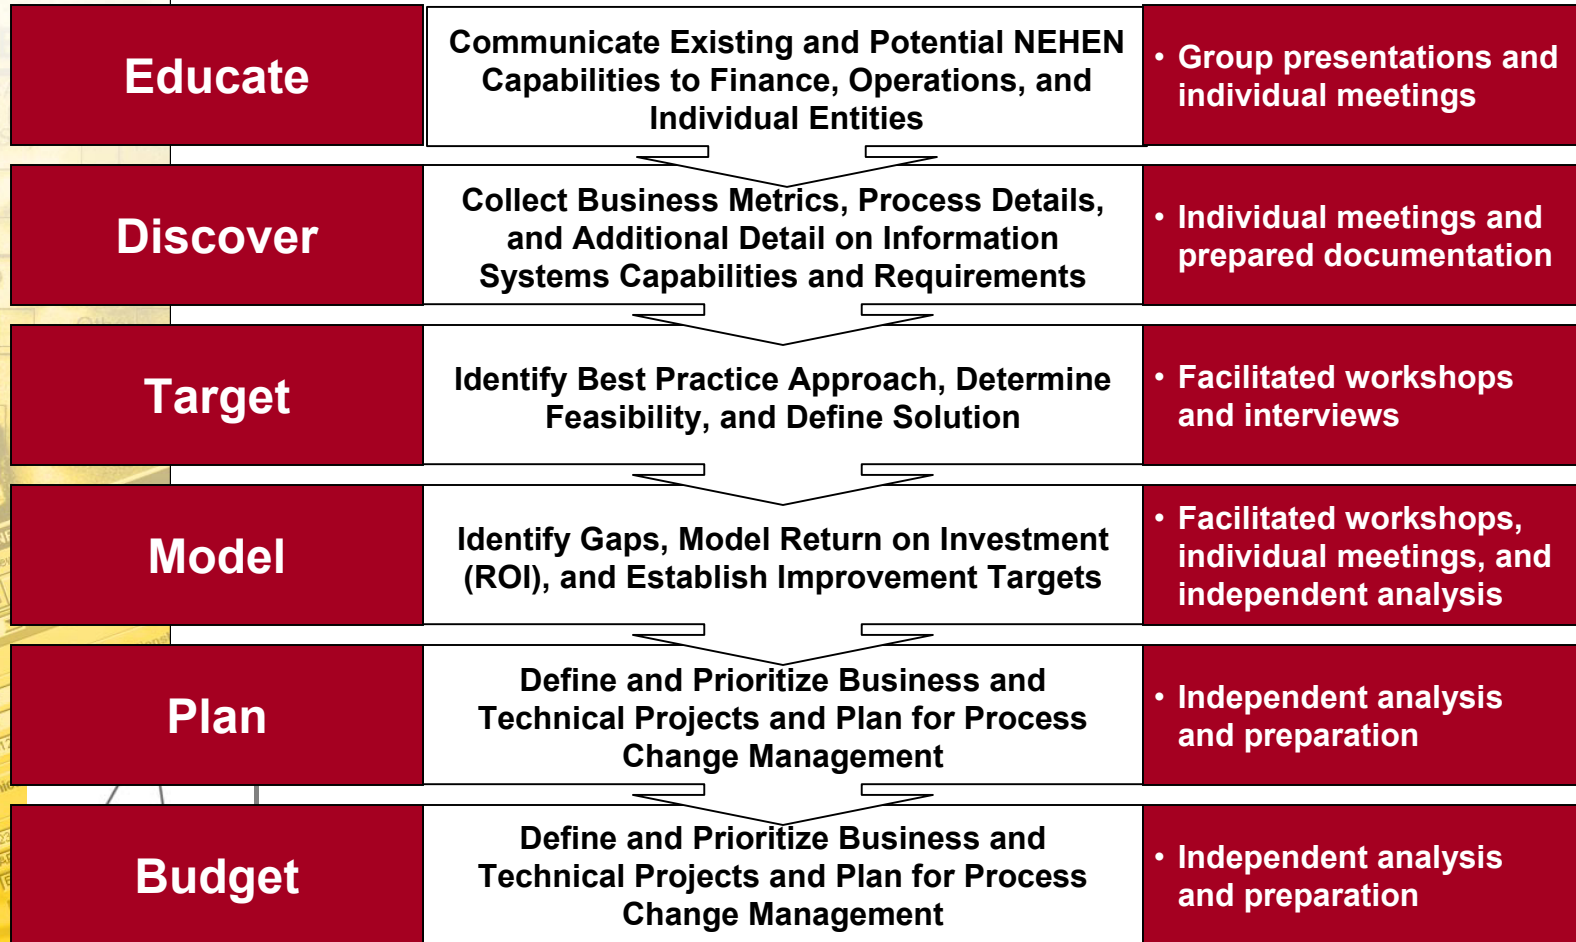 Educate
Communicate Existing and Potential NEHEN
Capabilities to Finance, Operations, and
Individual Entities
• Group presentations and
individual meetings
Discover
Collect Business Metrics, Process Details,
and Additional Detail on Information
Systems Capabilities and Requirements
• Individual meetings and
prepared documentation
Target
Identify Best Practice Approach, Determine
Feasibility, and Define Solution
• Facilitated workshops
and interviews
Model
Identify Gaps, Model Return on Investment
(ROI), and Establish Improvement Targets
• Facilitated workshops,
individual meetings, and
independent analysis
Plan
Define and Prioritize Business and
Technical Projects and Plan for Process
Change Management
• Independent analysis
and preparation
Budget
Define and Prioritize Business and
Technical Projects and Plan for Process
Change Management
• Independent analysis
and preparation